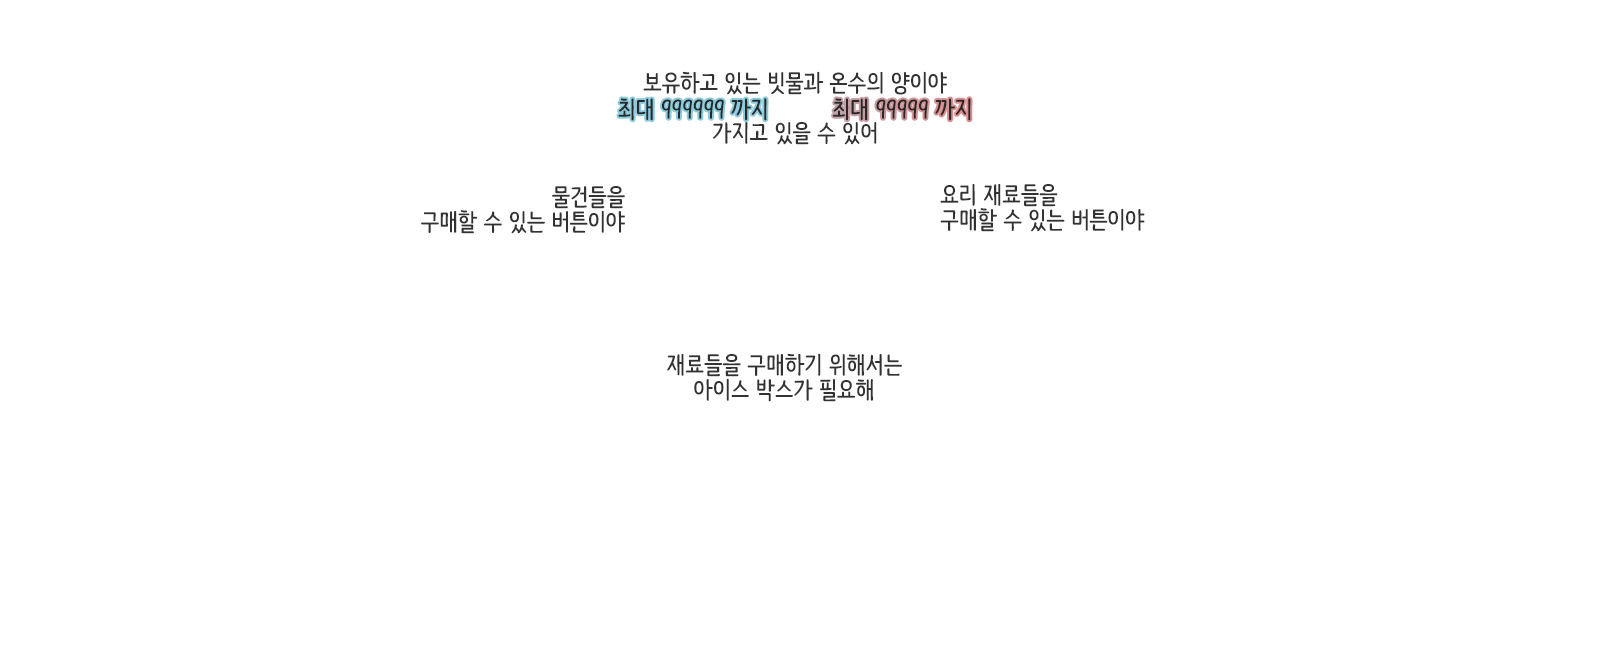 보유하고 있는 빗물과 온수의 양이야
최대 999999 까지 최대 99999 까지
가지고 있을 수 있어
물건들을
구매할 수 있는 버튼이야
요리 재료들을
구매할 수 있는 버튼이야
재료들을 구매하기 위해서는
아이스 박스가 필요해